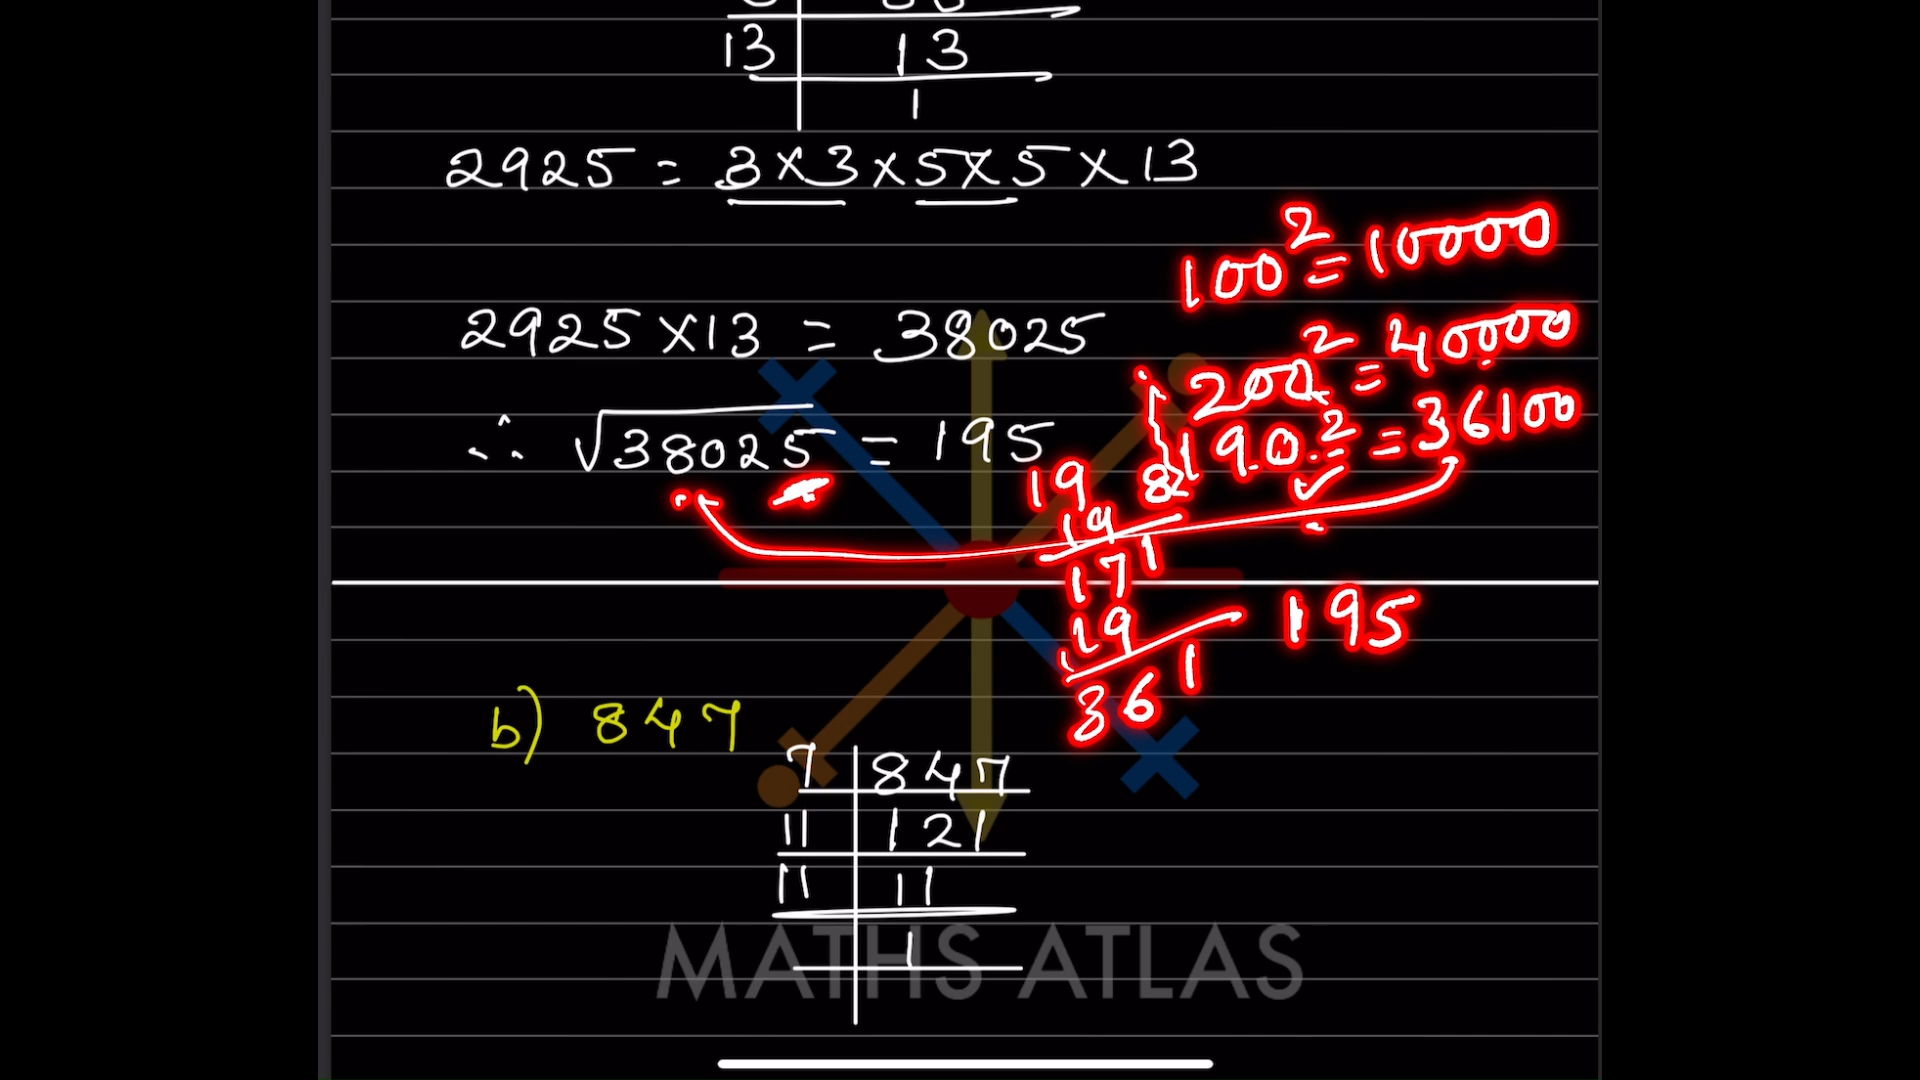 13 | 13
1
2925 = 3×3×5×5×13
100² = 10000
2925×13 = 38025
200² = 40000
∴ √38025 = 195
190² = 36100
19 8
19
171
19
361
195
b) 847
7 | 847
11 | 121
11 | 11
1
MATHS ATLAS